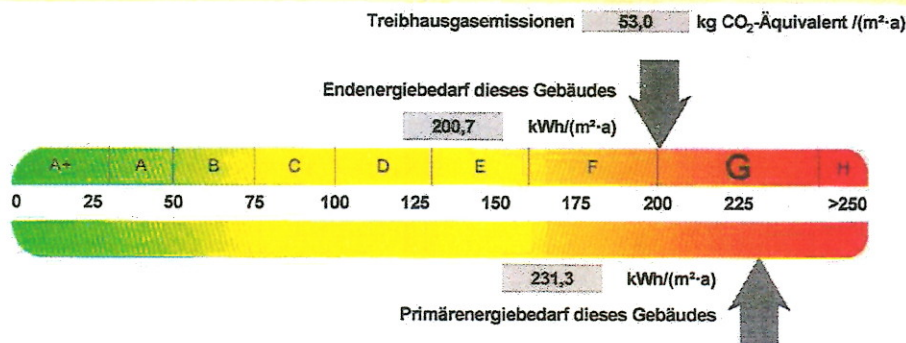 Treibhausgasemissionen 53,0 kg CO₂-Äquivalent /(m²·a)
Endenergiebedarf dieses Gebäudes
200,7 kWh/(m²·a)
A+ A B C D E F G H
0 25 50 75 100 125 150 175 200 225 >250
231,3 kWh/(m²·a)
Primärenergiebedarf dieses Gebäudes